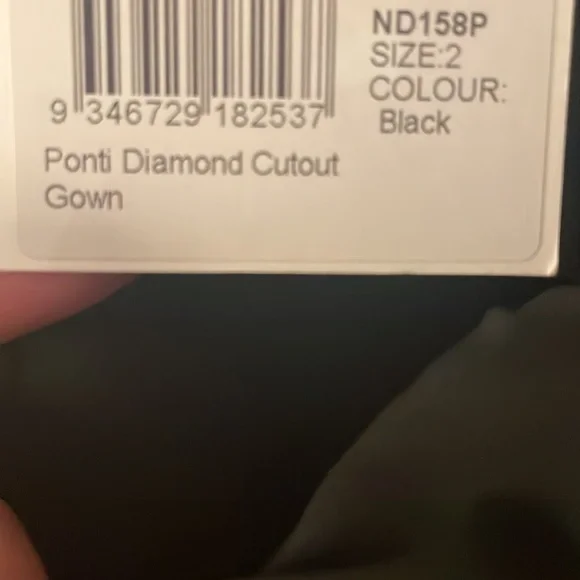 ND158P
SIZE:2
COLOUR:
Black
9 346729 182537
Ponti Diamond Cutout
Gown